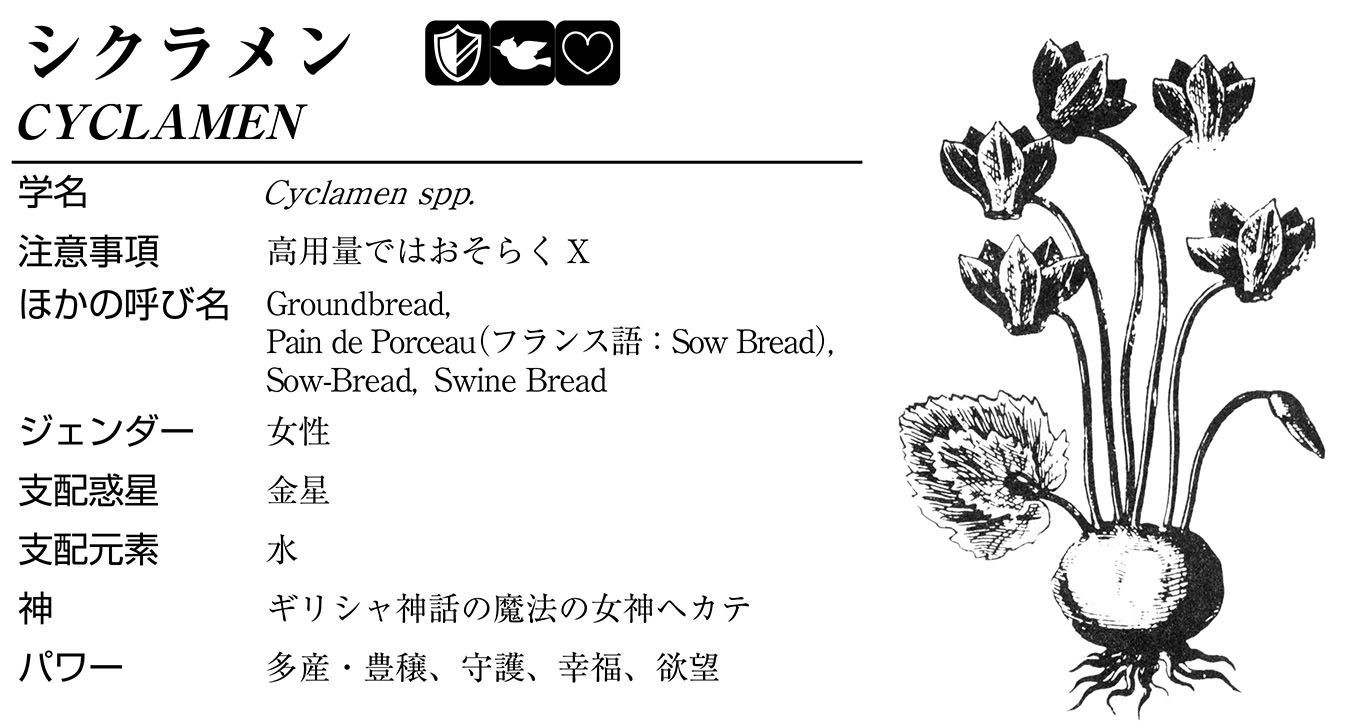 シクラメン
CYCLAMEN
学名 Cyclamen spp.
注意事項 高用量ではおそらく X
ほかの呼び名 Groundbread,
Pain de Porceau(フランス語：Sow Bread),
Sow-Bread, Swine Bread
ジェンダー 女性
支配惑星 金星
支配元素 水
神 ギリシャ神話の魔法の女神ヘカテ
パワー 多産・豊穣、守護、幸福、欲望